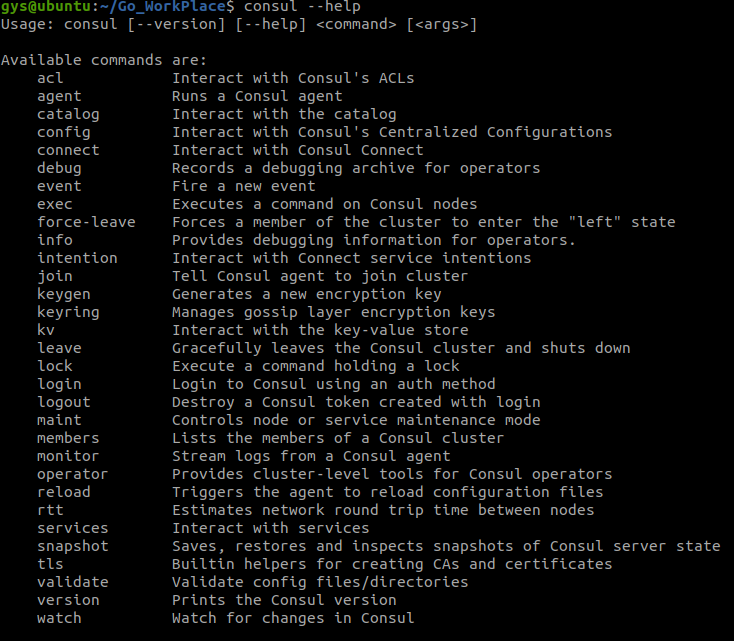 gys@ubuntu:~/Go_WorkPlace$ consul --help
Usage: consul [--version] [--help] <command> [<args>]

Available commands are:
    acl            Interact with Consul's ACLs
    agent          Runs a Consul agent
    catalog        Interact with the catalog
    config         Interact with Consul's Centralized Configurations
    connect        Interact with Consul Connect
    debug          Records a debugging archive for operators
    event          Fire a new event
    exec           Executes a command on Consul nodes
    force-leave    Forces a member of the cluster to enter the "left" state
    info           Provides debugging information for operators.
    intention      Interact with Connect service intentions
    join           Tell Consul agent to join cluster
    keygen         Generates a new encryption key
    keyring        Manages gossip layer encryption keys
    kv             Interact with the key-value store
    leave          Gracefully leaves the Consul cluster and shuts down
    lock           Execute a command holding a lock
    login          Login to Consul using an auth method
    logout         Destroy a Consul token created with login
    maint          Controls node or service maintenance mode
    members        Lists the members of a Consul cluster
    monitor        Stream logs from a Consul agent
    operator       Provides cluster-level tools for Consul operators
    reload         Triggers the agent to reload configuration files
    rtt            Estimates network round trip time between nodes
    services       Interact with services
    snapshot       Saves, restores and inspects snapshots of Consul server state
    tls            Builtin helpers for creating CAs and certificates
    validate       Validate config files/directories
    version        Prints the Consul version
    watch          Watch for changes in Consul